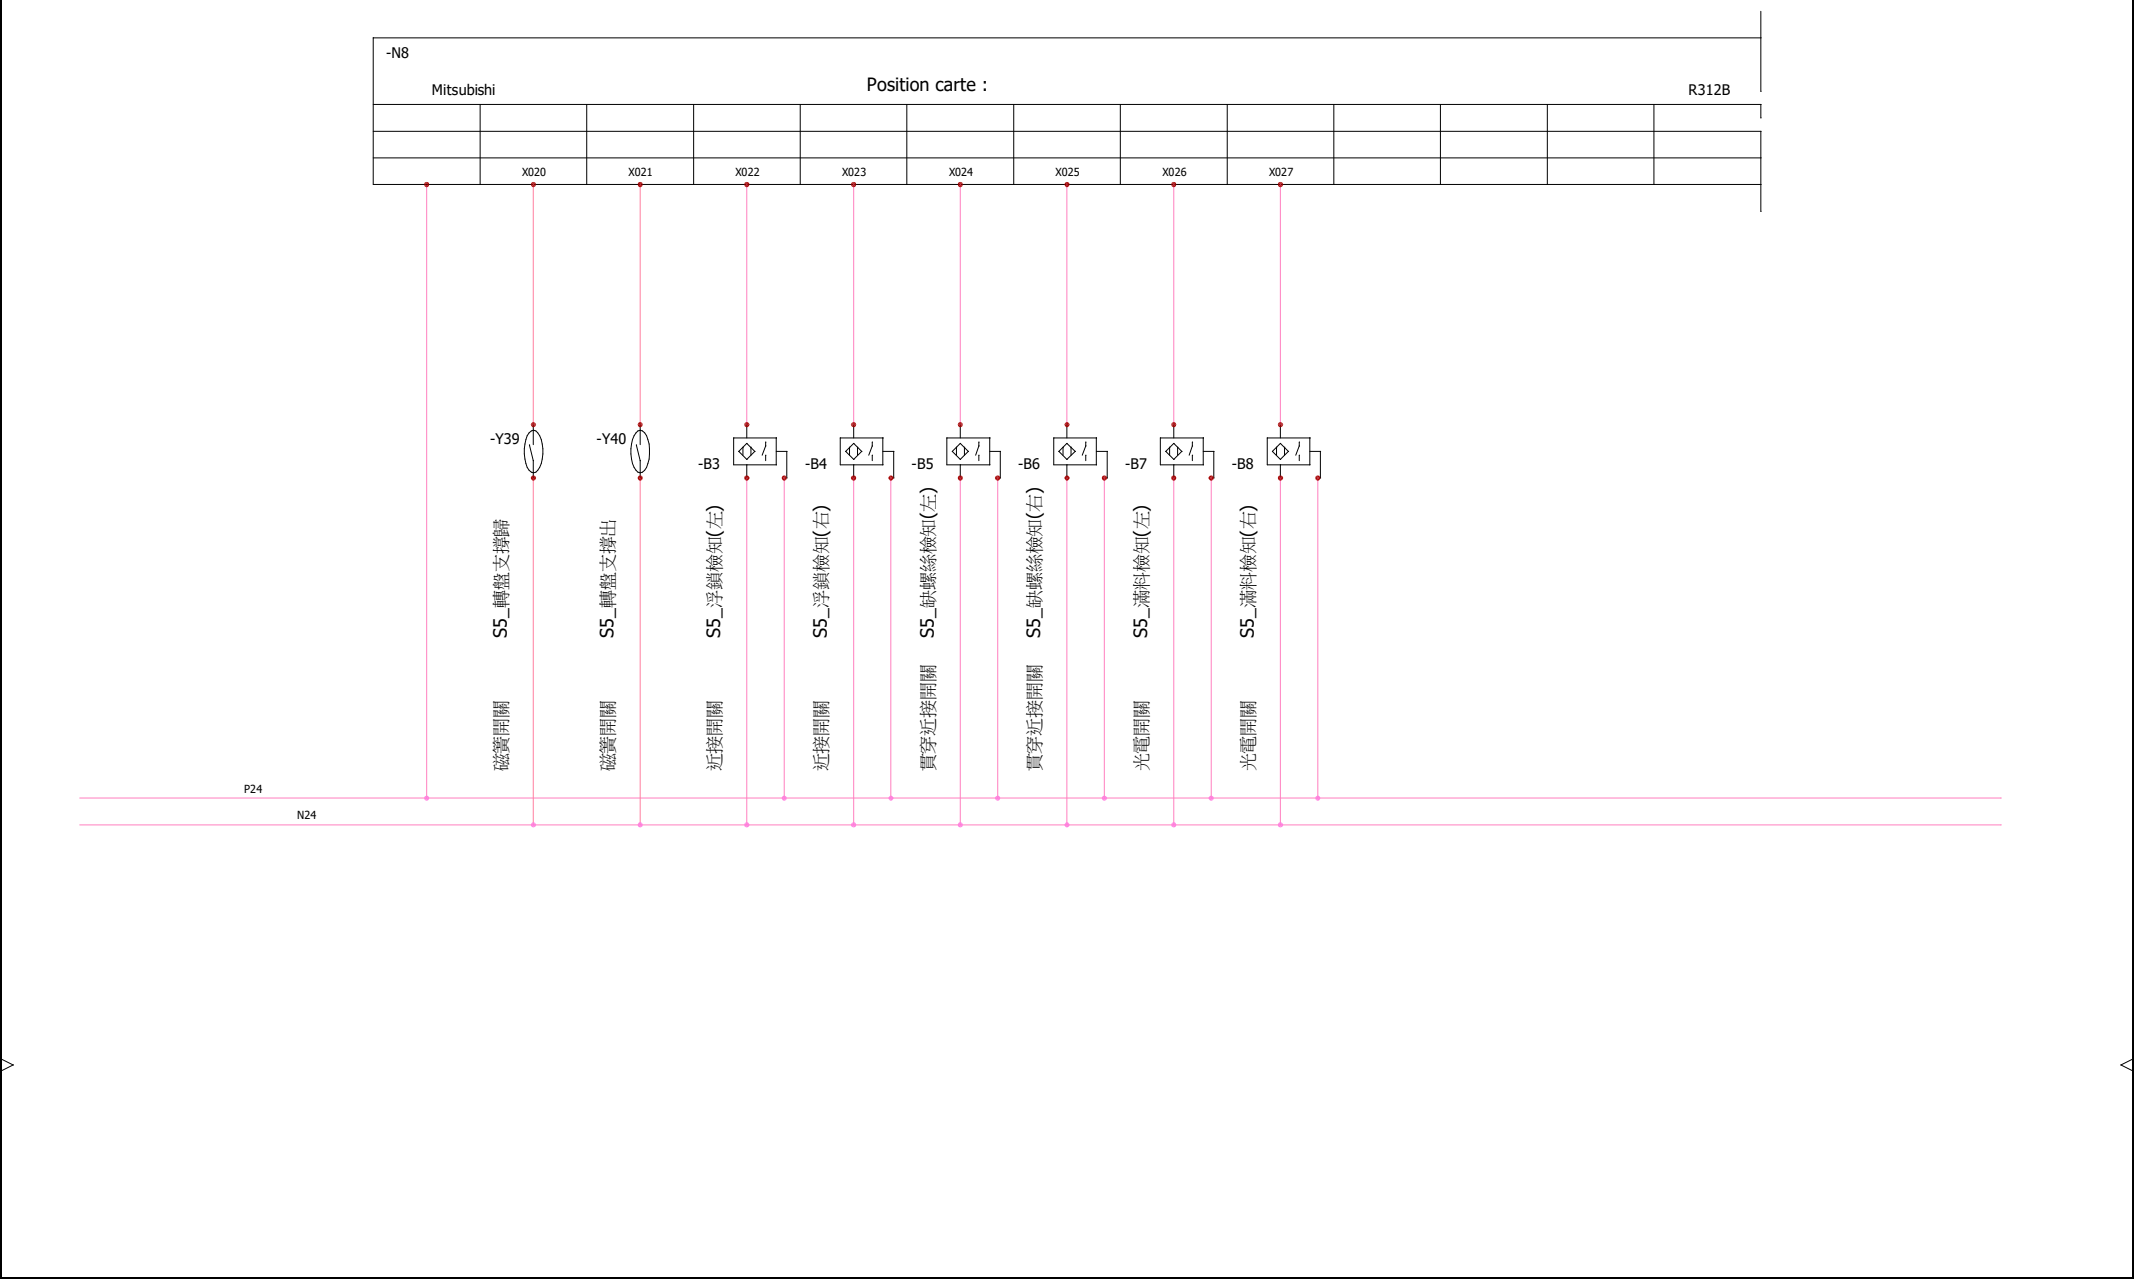 -N8
Mitsubishi
Position carte :
R312B
X020
X021
X022
X023
X024
X025
X026
X027
-Y39
-Y40
-B3
-B4
-B5
-B6
-B7
-B8
磁簧開關 S5_轉盤支撐歸
磁簧開關 S5_轉盤支撐出
近接開關 S5_浮鎖檢知(左)
近接開關 S5_浮鎖檢知(右)
貫穿近接開關 S5_缺螺絲檢知(左)
貫穿近接開關 S5_缺螺絲檢知(右)
光電開關 S5_滿料檢知(左)
光電開關 S5_滿料檢知(右)
P24
N24